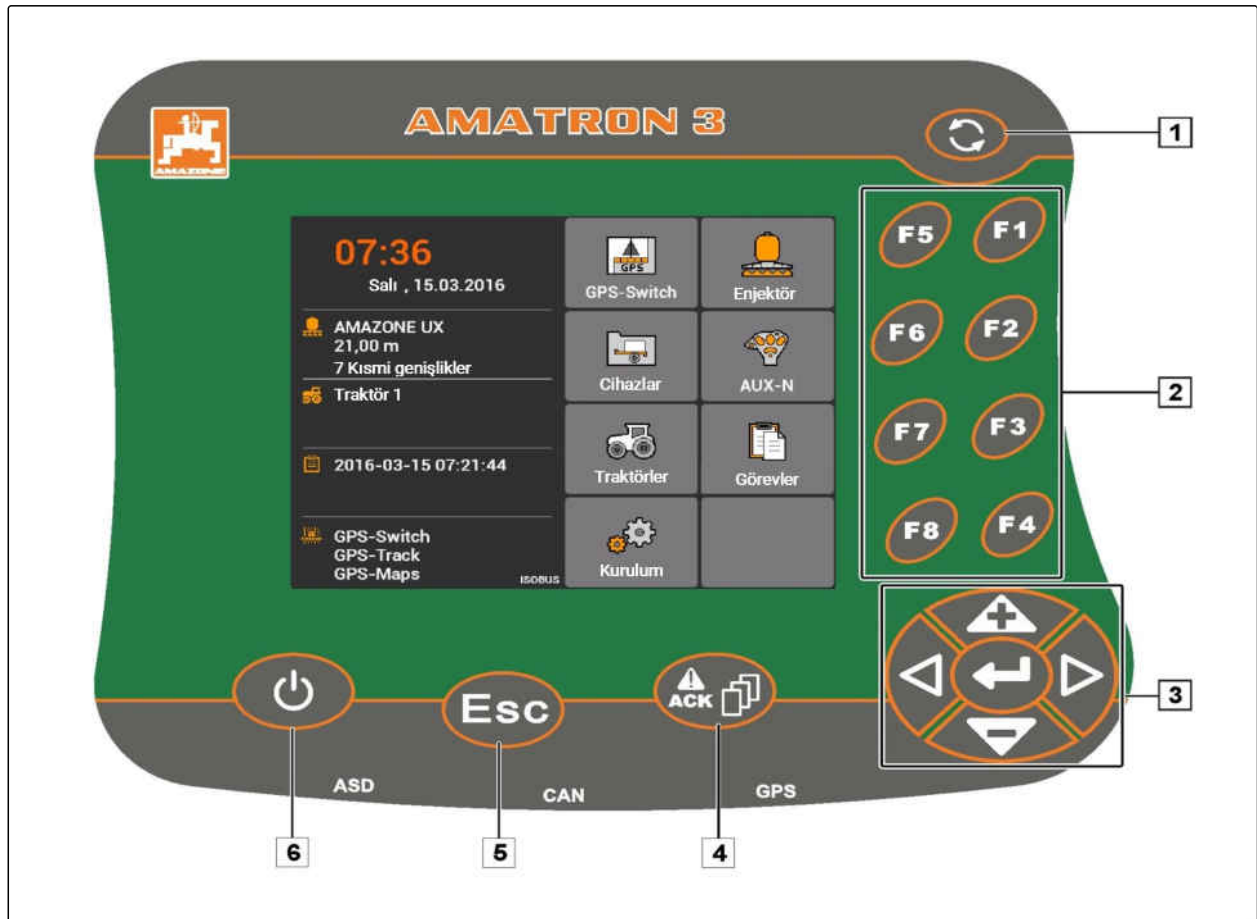 AMATRON 3
AMAZONE
1
07:36
Salı , 15.03.2016
AMAZONE UX
21,00 m
7 Kısmi genişlikler
Traktör 1
2016-03-15 07:21:44
GPS-Switch
GPS-Track
GPS-Maps
ISOBUS
GPS
GPS-Switch
Enjektör
Cihazlar
AUX-N
Traktörler
Görevler
Kurulum
F5
F1
F6
F2
F7
F3
F8
F4
2
3
Esc
ACK
ASD
CAN
GPS
6
5
4